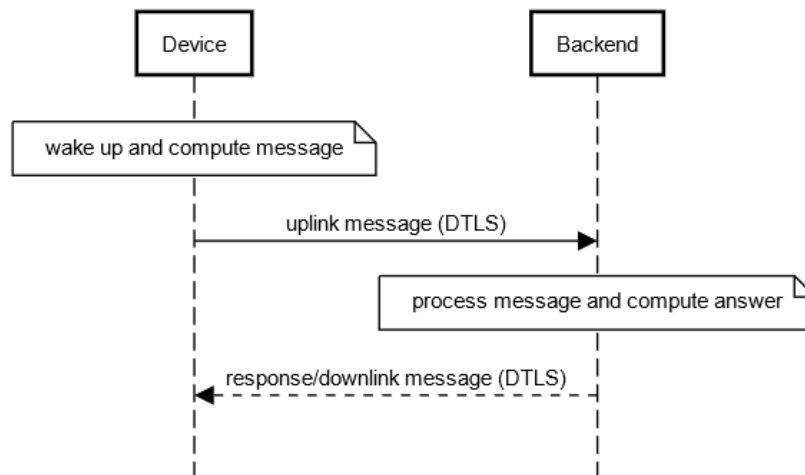 Device
Backend
wake up and compute message
uplink message (DTLS)
process message and compute answer
response/downlink message (DTLS)